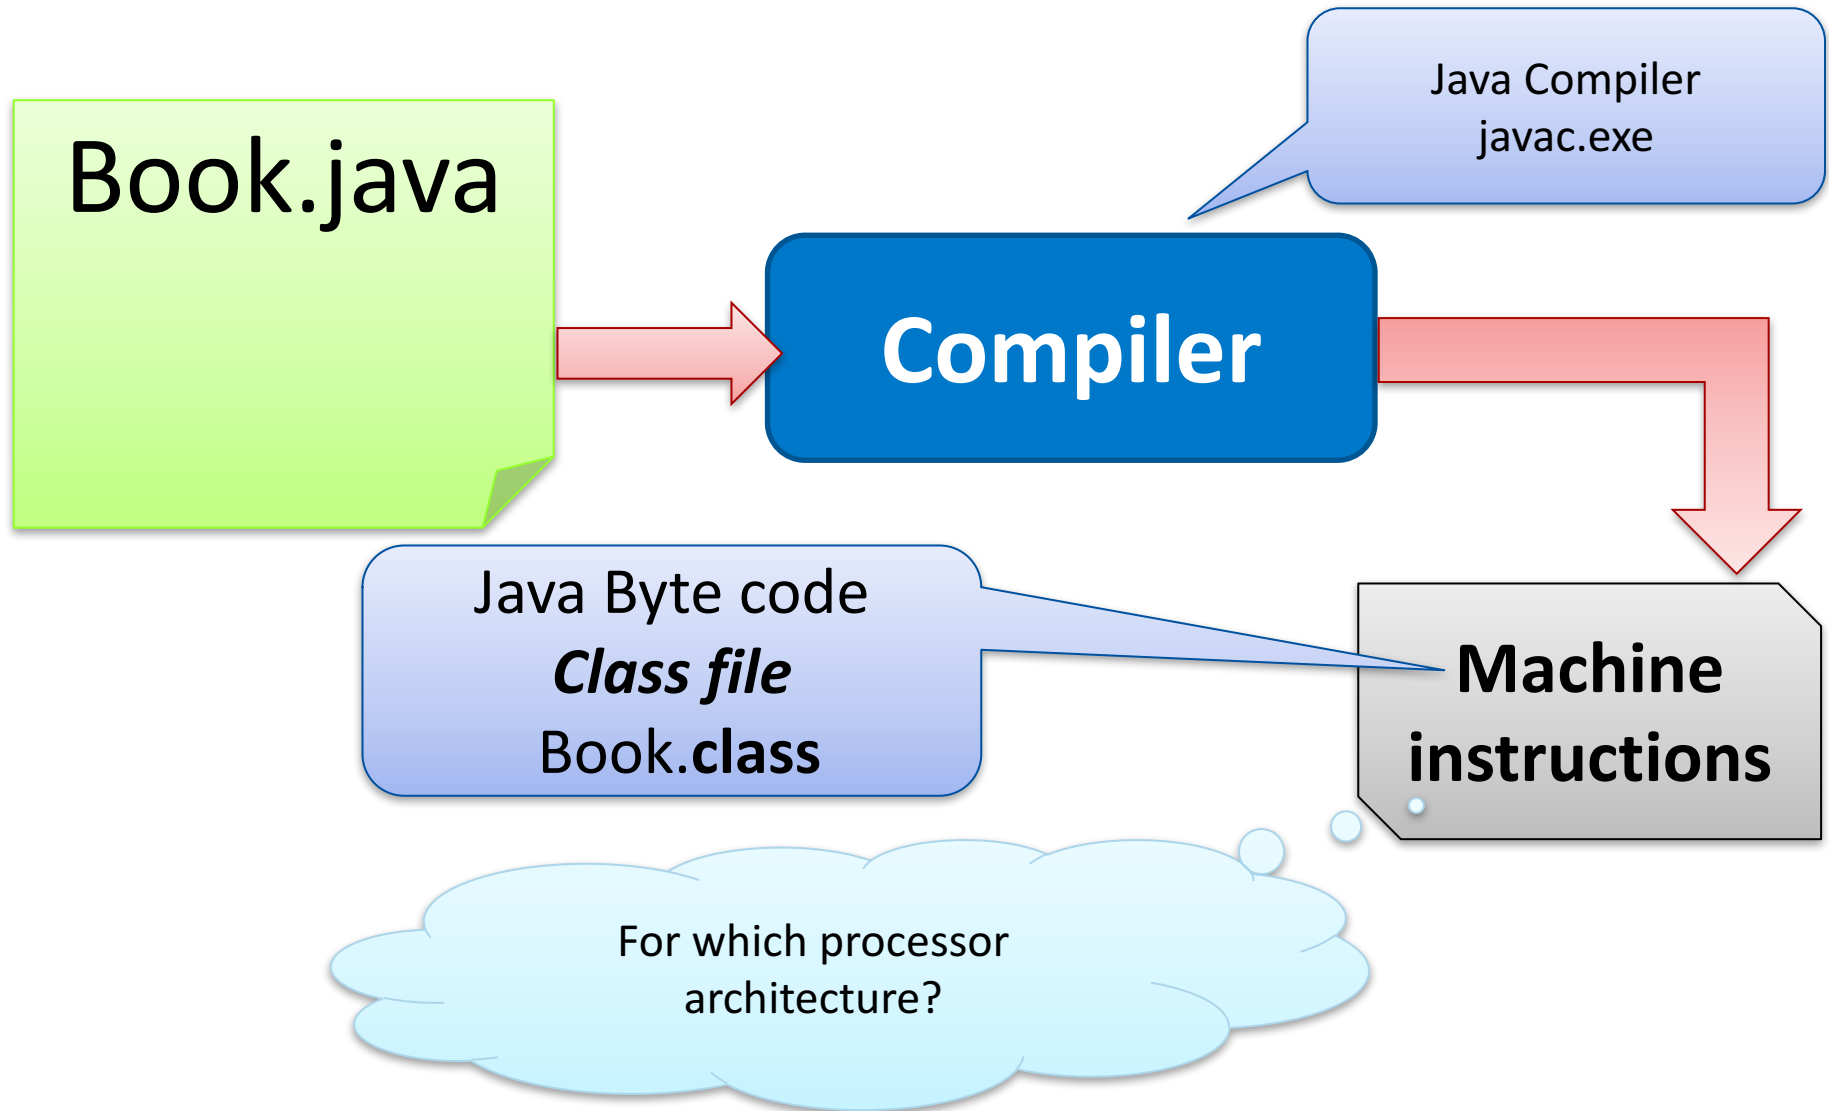 Java Compiler
javac.exe
Book.java
Compiler
Java Byte code
Class file
Book.class
Machine
instructions
For which processor
architecture?